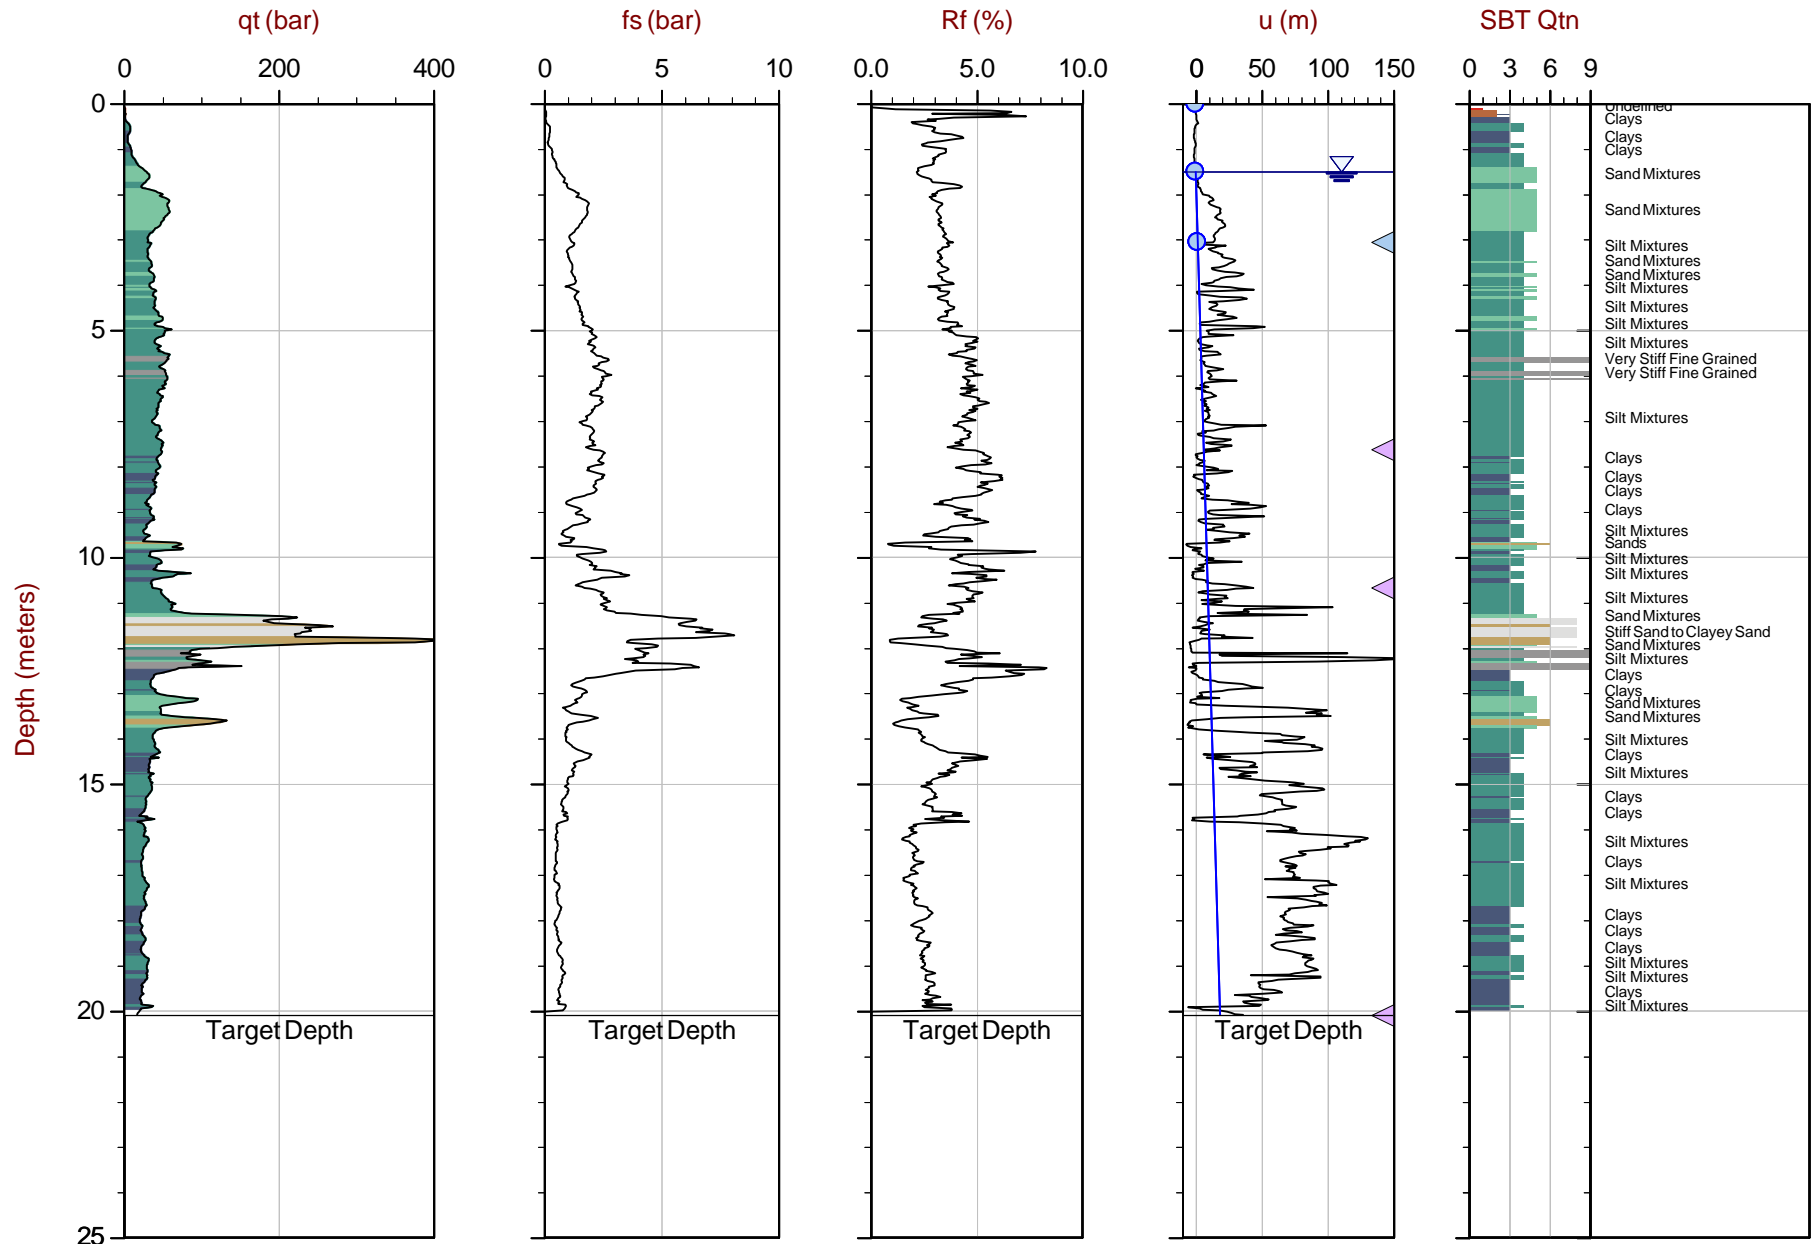 qt (bar) fs (bar) Rf (%) u (m) SBT Qtn
0 200 400 0 5 10 0.0 5.0 10.0 0 50 100 150 0 3 6 9
0
5
10
15
20
25
Depth (meters)
Undefined
Clays
Clays
Clays
Sand Mixtures
Sand Mixtures
Silt Mixtures
Sand Mixtures
Sand Mixtures
Silt Mixtures
Silt Mixtures
Silt Mixtures
Silt Mixtures
Very Stiff Fine Grained
Very Stiff Fine Grained
Silt Mixtures
Clays
Clays
Clays
Clays
Silt Mixtures
Sands
Silt Mixtures
Silt Mixtures
Silt Mixtures
Sand Mixtures
Stiff Sand to Clayey Sand
Sand Mixtures
Silt Mixtures
Clays
Clays
Sand Mixtures
Sand Mixtures
Silt Mixtures
Clays
Silt Mixtures
Clays
Clays
Silt Mixtures
Clays
Silt Mixtures
Clays
Clays
Clays
Silt Mixtures
Silt Mixtures
Clays
Silt Mixtures
Target Depth Target Depth Target Depth Target Depth